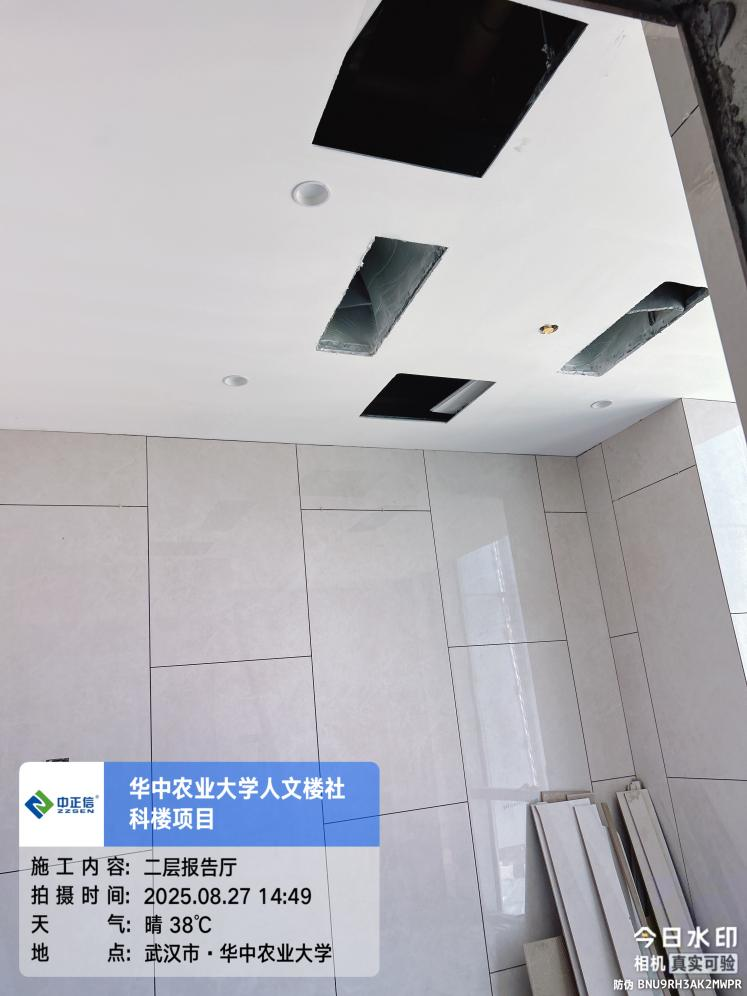 中正信®
ZZSEN
华中农业大学人文楼社
科楼项目
施工内容: 二层报告厅
拍摄时间: 2025.08.27 14:49
天气: 晴 38℃
地点: 武汉市·华中农业大学
今日水印
相机 真实可验
防伪 BNU9RH3AK2MWPR